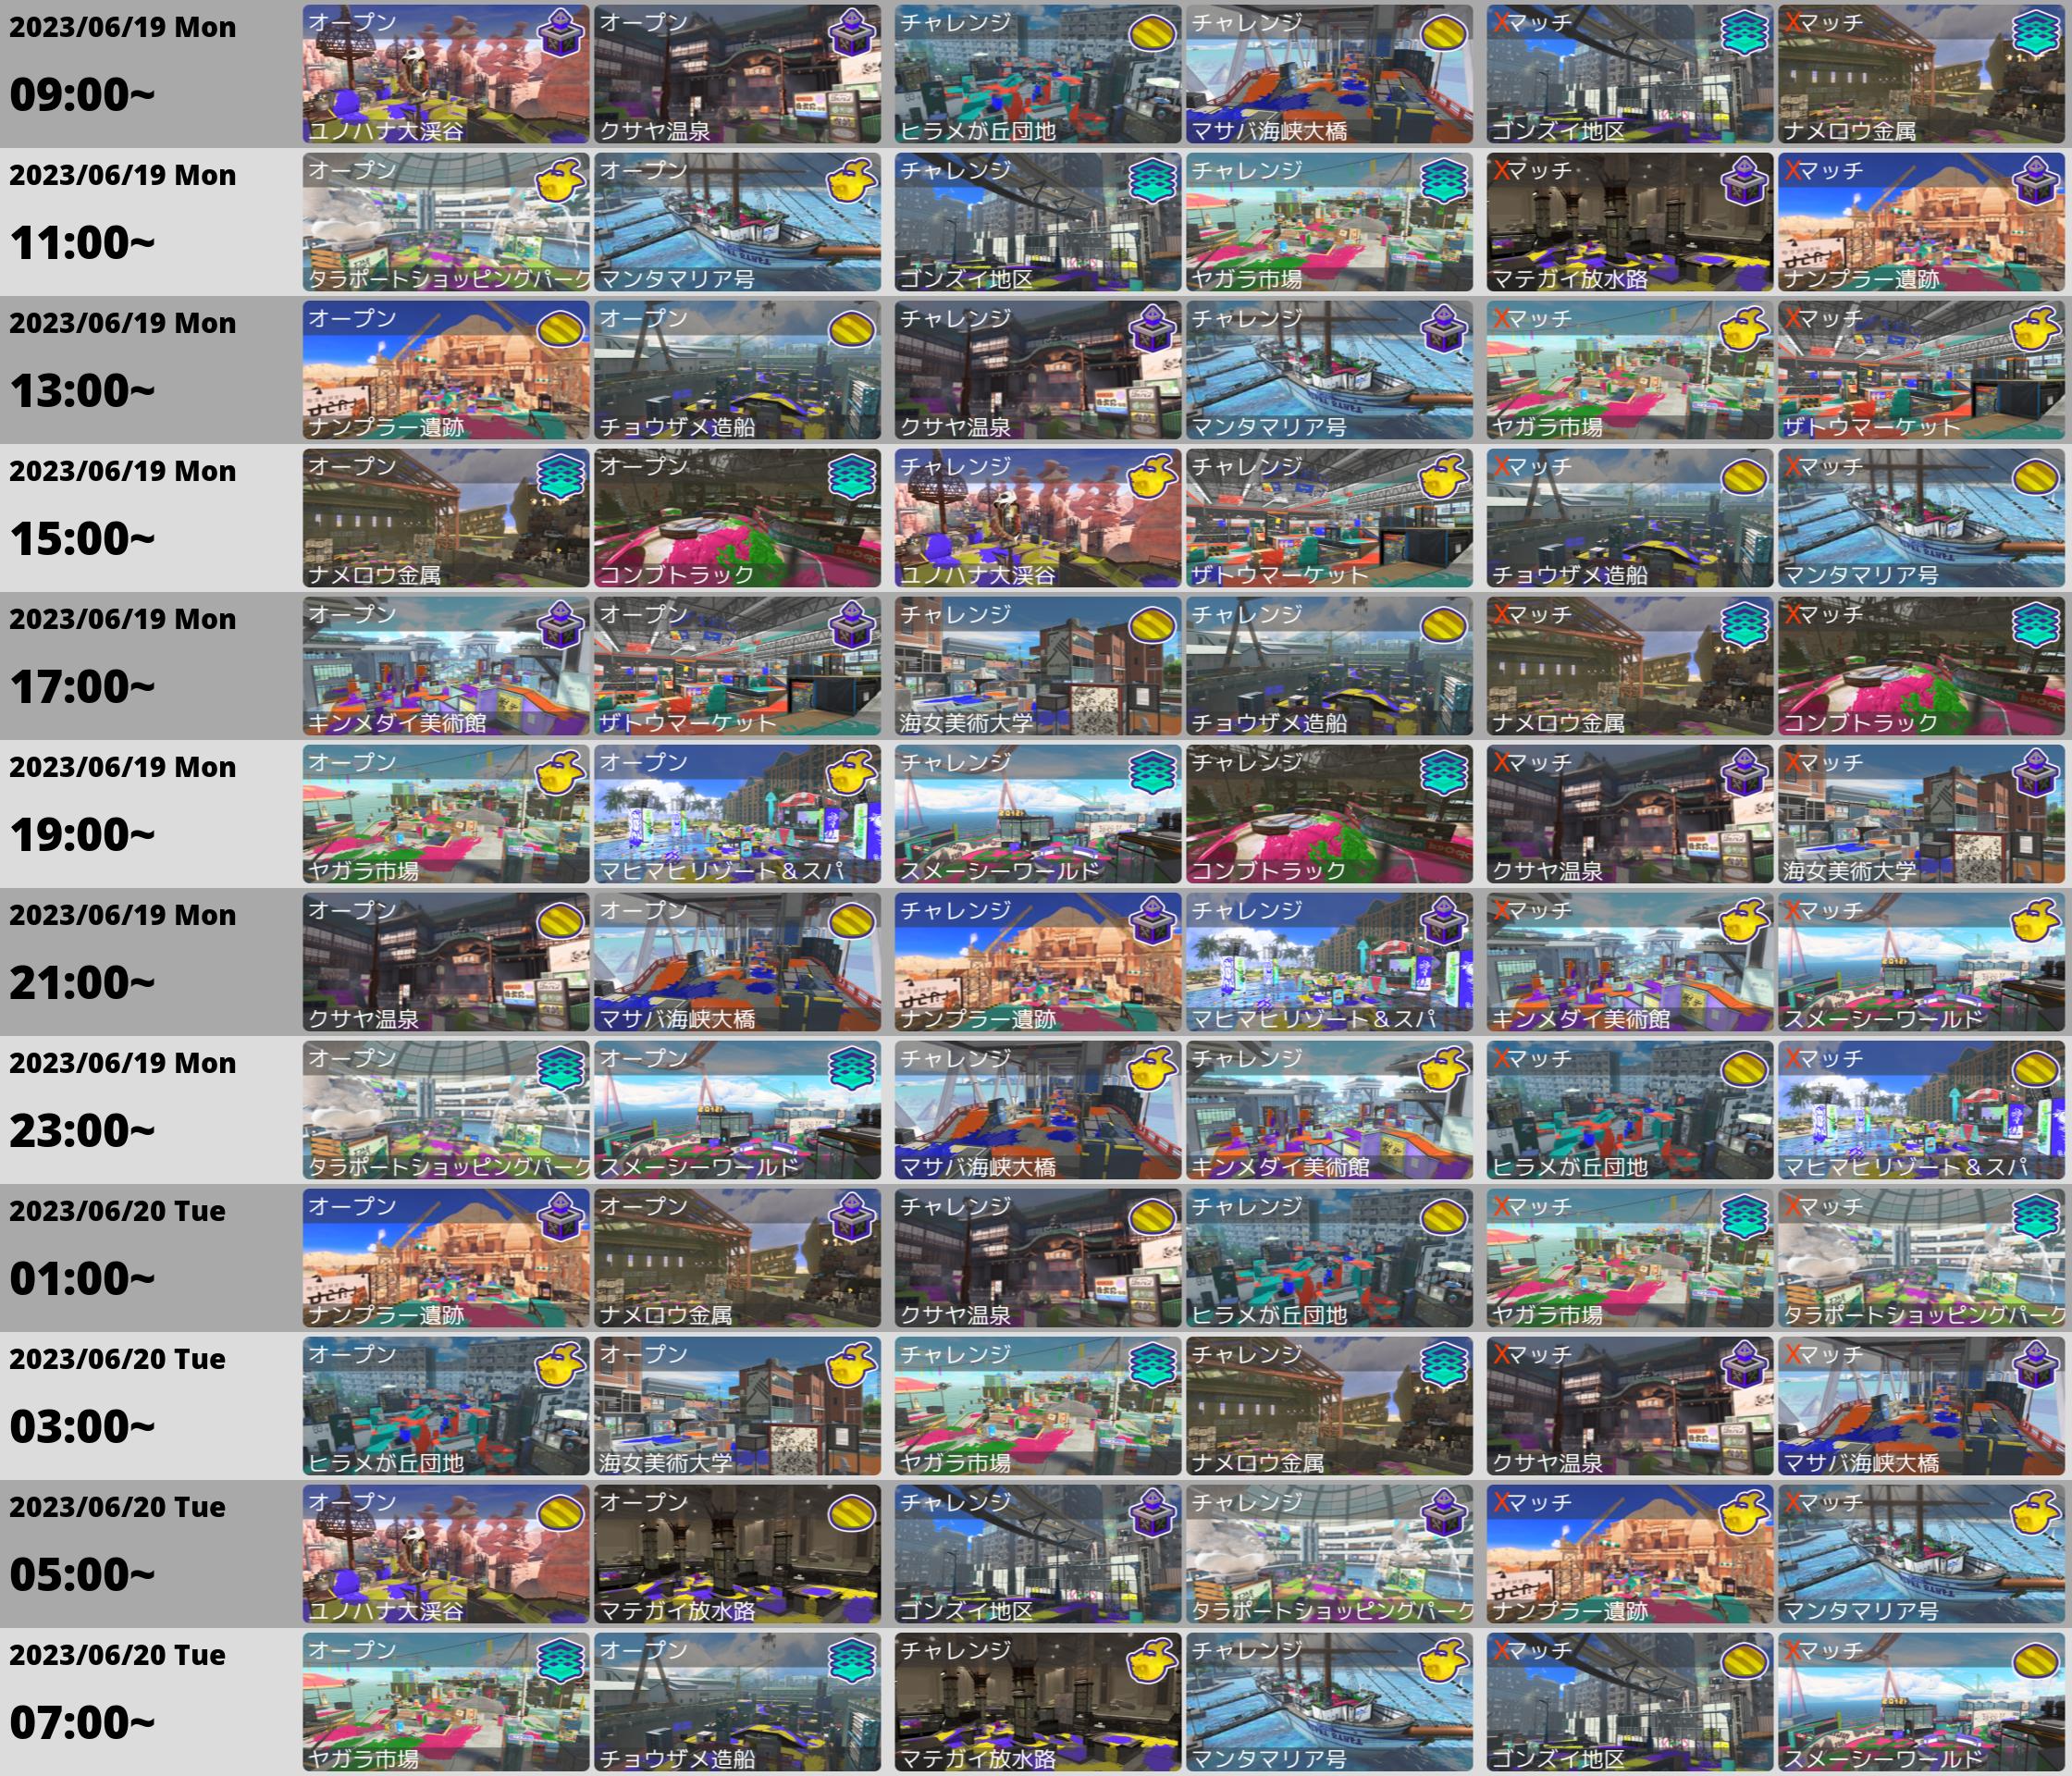 2023/06/19 Mon
09:00~
オープン オープン チャレンジ チャレンジ Xマッチ Xマッチ
ユノハナ大渓谷 クサヤ温泉 ヒラメが丘団地 マサバ海峡大橋 ゴンズイ地区 ナメロウ金属
2023/06/19 Mon
11:00~
オープン オープン チャレンジ チャレンジ Xマッチ Xマッチ
タラポートショッピングパーク マンタマリア号 ゴンズイ地区 ヤガラ市場 マテガイ放水路 ナンプラー遺跡
2023/06/19 Mon
13:00~
オープン オープン チャレンジ チャレンジ Xマッチ Xマッチ
ナンプラー遺跡 チョウザメ造船 クサヤ温泉 マンタマリア号 ヤガラ市場 ザトウマーケット
2023/06/19 Mon
15:00~
オープン オープン チャレンジ チャレンジ Xマッチ Xマッチ
ナメロウ金属 コンブトラック ユノハナ大渓谷 ザトウマーケット チョウザメ造船 マンタマリア号
2023/06/19 Mon
17:00~
オープン オープン チャレンジ チャレンジ Xマッチ Xマッチ
キンメダイ美術館 ザトウマーケット 海女美術大学 チョウザメ造船 ナメロウ金属 コンブトラック
2023/06/19 Mon
19:00~
オープン オープン チャレンジ チャレンジ Xマッチ Xマッチ
ヤガラ市場 マヒマヒリゾート＆スパ スメーシーワールド コンブトラック クサヤ温泉 海女美術大学
2023/06/19 Mon
21:00~
オープン オープン チャレンジ チャレンジ Xマッチ Xマッチ
クサヤ温泉 マサバ海峡大橋 ナンプラー遺跡 マヒマヒリゾート＆スパ キンメダイ美術館 スメーシーワールド
2023/06/19 Mon
23:00~
オープン オープン チャレンジ チャレンジ Xマッチ Xマッチ
タラポートショッピングパーク スメーシーワールド マサバ海峡大橋 キンメダイ美術館 ヒラメが丘団地 マヒマヒリゾート＆スパ
2023/06/20 Tue
01:00~
オープン オープン チャレンジ チャレンジ Xマッチ Xマッチ
ナンプラー遺跡 ナメロウ金属 クサヤ温泉 ヒラメが丘団地 ヤガラ市場 タラポートショッピングパーク
2023/06/20 Tue
03:00~
オープン オープン チャレンジ チャレンジ Xマッチ Xマッチ
ヒラメが丘団地 海女美術大学 ヤガラ市場 ナメロウ金属 クサヤ温泉 マサバ海峡大橋
2023/06/20 Tue
05:00~
オープン オープン チャレンジ チャレンジ Xマッチ Xマッチ
ユノハナ大渓谷 マテガイ放水路 ゴンズイ地区 タラポートショッピングパーク ナンプラー遺跡 マンタマリア号
2023/06/20 Tue
07:00~
オープン オープン チャレンジ チャレンジ Xマッチ Xマッチ
ヤガラ市場 チョウザメ造船 マテガイ放水路 マンタマリア号 ゴンズイ地区 スメーシーワールド